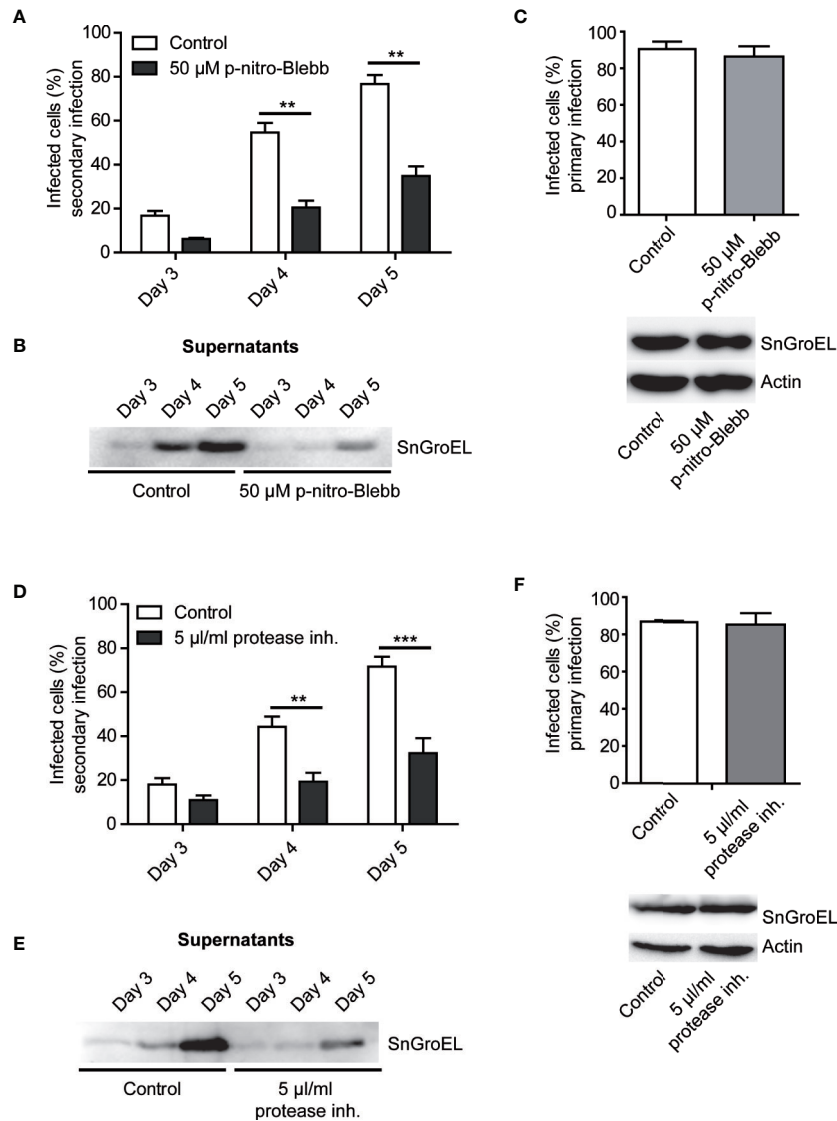 A
Infected cells (%)
secondary infection
100
80
60
40
20
0
Control
50 µM p-nitro-Blebb
**
**
Day 3
Day 4
Day 5
B
Supernatants
Day 3
Day 4
Day 5
Day 3
Day 4
Day 5
SnGroEL
Control
50 µM p-nitro-Blebb
C
Infected cells (%)
primary infection
100
80
60
40
20
0
Control
50 µM
p-nitro-Blebb
SnGroEL
Actin
Control
50 µM
p-nitro-Blebb
D
Infected cells (%)
secondary infection
100
80
60
40
20
0
Control
5 µl/ml protease inh.
**
***
Day 3
Day 4
Day 5
E
Supernatants
Day 3
Day 4
Day 5
Day 3
Day 4
Day 5
SnGroEL
Control
5 µl/ml
protease inh.
F
Infected cells (%)
primary infection
100
80
60
40
20
0
Control
5 µl/ml
protease inh.
SnGroEL
Actin
Control
5 µl/ml
protease inh.